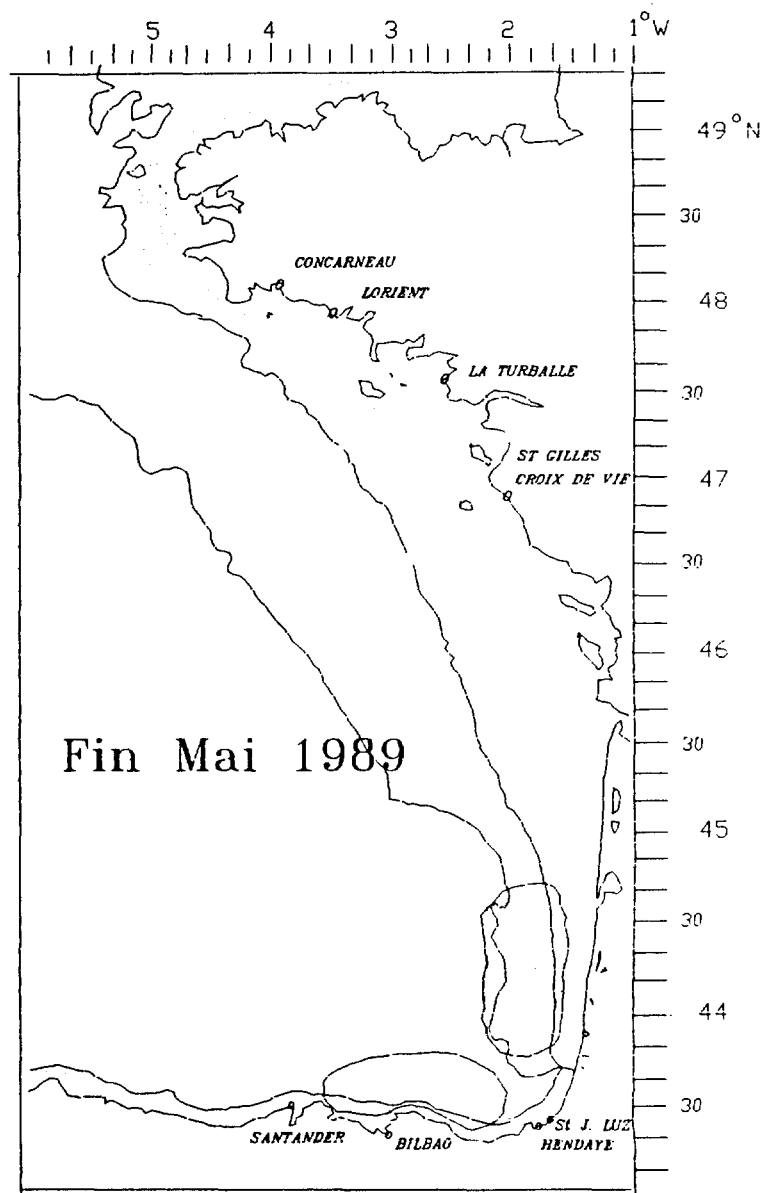 5 4 3 2 1°W
49°N
30
CONCARNEAU
LORIENT
48
LA TURBALLE
30
ST GILLES
CROIX DE VIE
47
30
46
Fin Mai 1989
30
45
30
44
30
SANTANDER
BILBAO
St J. LUZ
HENDAYE